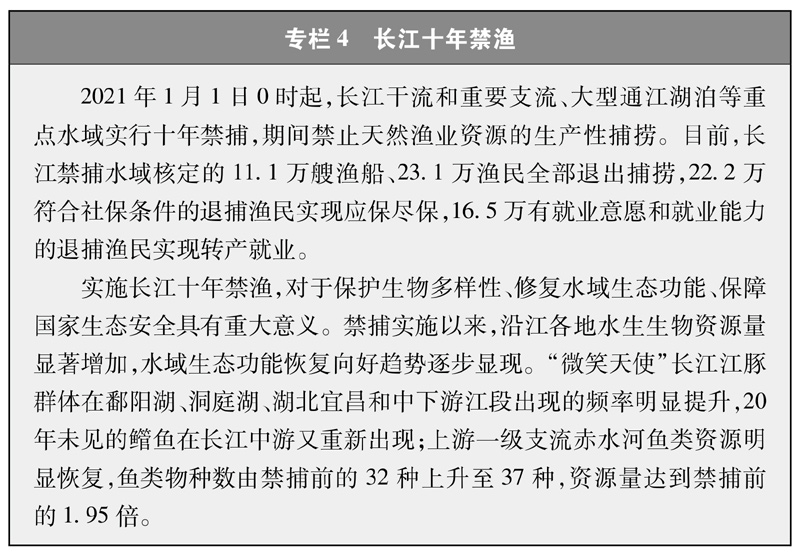 专栏4 长江十年禁渔
2021年1月1日0时起,长江干流和重要支流、大型通江湖泊等重
点水域实行十年禁捕,期间禁止天然渔业资源的生产性捕捞。目前,长
江禁捕水域核定的11.1万艘渔船、23.1万渔民全部退出捕捞,22.2万
符合社保条件的退捕渔民实现应保尽保,16.5万有就业意愿和就业能力
的退捕渔民实现转产就业。
实施长江十年禁渔,对于保护生物多样性、修复水域生态功能、保障
国家生态安全具有重大意义。禁捕实施以来,沿江各地水生生物资源量
显著增加,水域生态功能恢复向好趋势逐步显现。“微笑天使”长江江豚
群体在鄱阳湖、洞庭湖、湖北宜昌和中下游江段出现的频率明显提升,20
年未见的鳤鱼在长江中游又重新出现;上游一级支流赤水河鱼类资源明
显恢复,鱼类物种数由禁捕前的32种上升至37种,资源量达到禁捕前
的1.95倍。